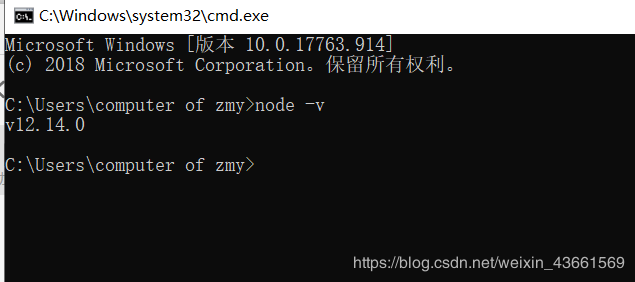 C:\Windows\system32\cmd.exe
Microsoft Windows [版本 10.0.17763.914]
(c) 2018 Microsoft Corporation。保留所有权利。
C:\Users\computer of zmy>node -v
v12.14.0
C:\Users\computer of zmy>
https://blog.csdn.net/weixin_43661569